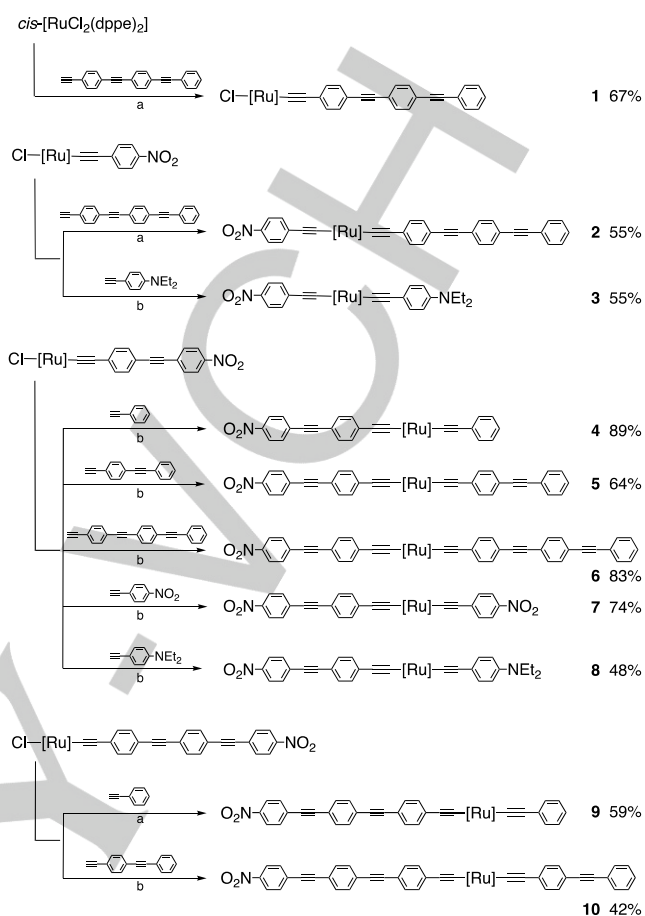 cis-[RuCl2(dppe)2]
a
Cl [Ru] 1 67%
Cl [Ru] NO2
a
O2N [Ru] 2 55%
NEt2
b
O2N [Ru] NEt2 3 55%
Cl [Ru] NO2
b
O2N [Ru] 4 89%
b
O2N [Ru] 5 64%
b
O2N [Ru]
6 83%
NO2
b
O2N [Ru] NO2 7 74%
NEt2
b
O2N [Ru] NEt2 8 48%
Cl [Ru] NO2
a
O2N [Ru] 9 59%
b
O2N [Ru]
10 42%
Y-VCH